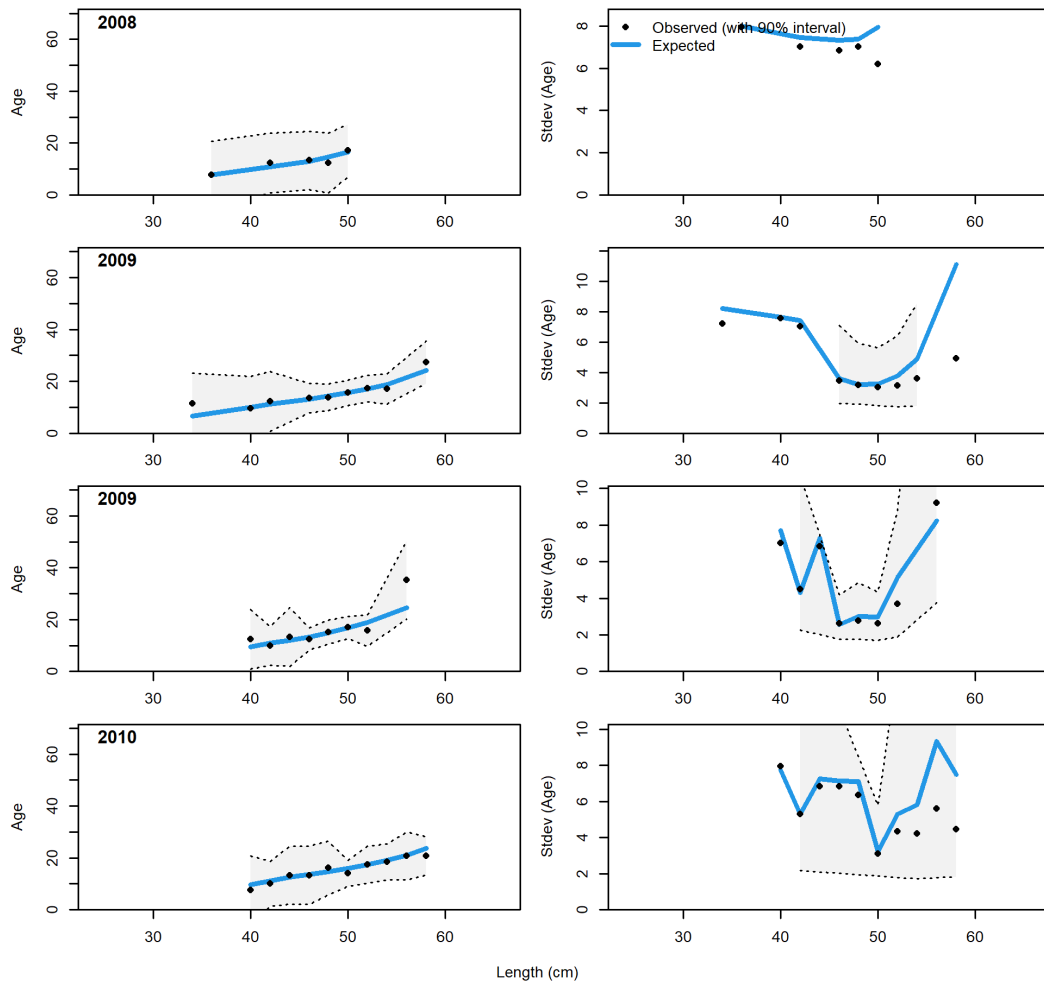 2008
Age
0 20 40 60
30 40 50 60
Observed (with 90% interval)
Expected
Stdev (Age)
0 2 4 6 8
30 40 50 60
2009
Age
0 20 40 60
30 40 50 60
Stdev (Age)
0 2 4 6 8 10
30 40 50 60
2009
Age
0 20 40 60
30 40 50 60
Stdev (Age)
0 2 4 6 8 10
30 40 50 60
2010
Age
0 20 40 60
30 40 50 60
Stdev (Age)
0 2 4 6 8 10
30 40 50 60
Length (cm)